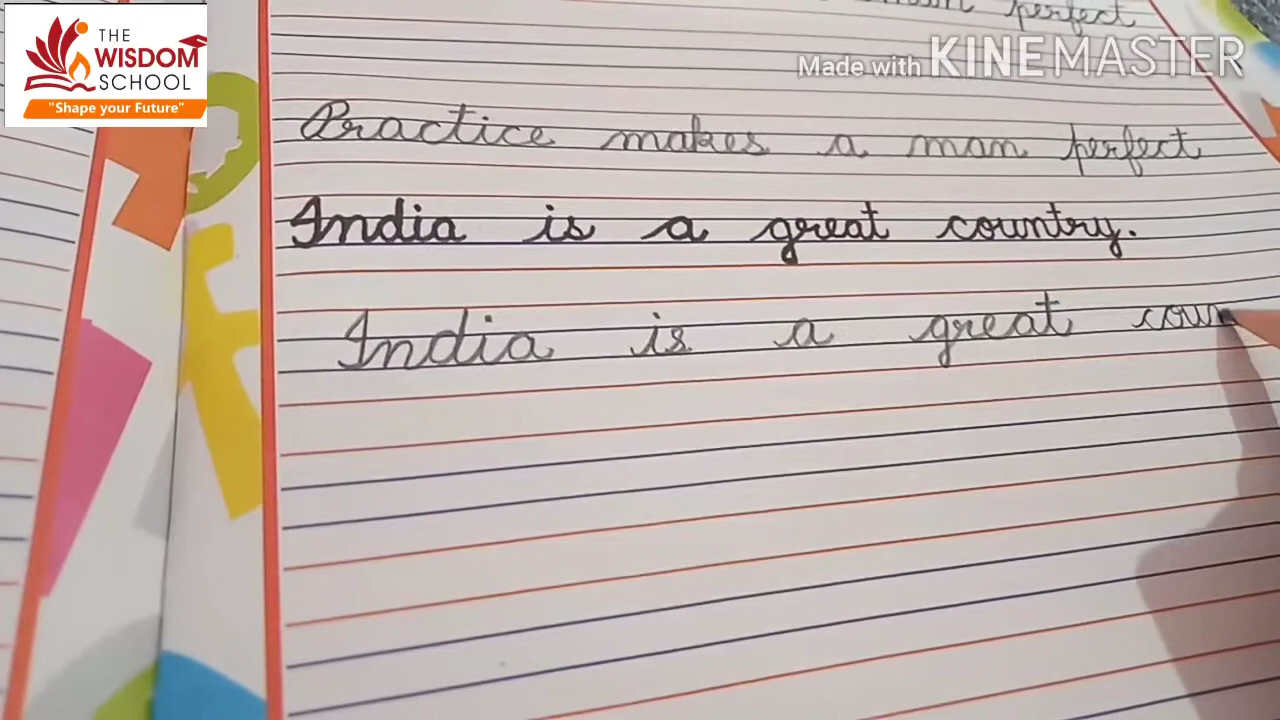 perfect
THE
WISDOM
SCHOOL
"Shape your Future"
Made with KINEMASTER
Practice makes a man perfect
India is a great country.
India is a great coun